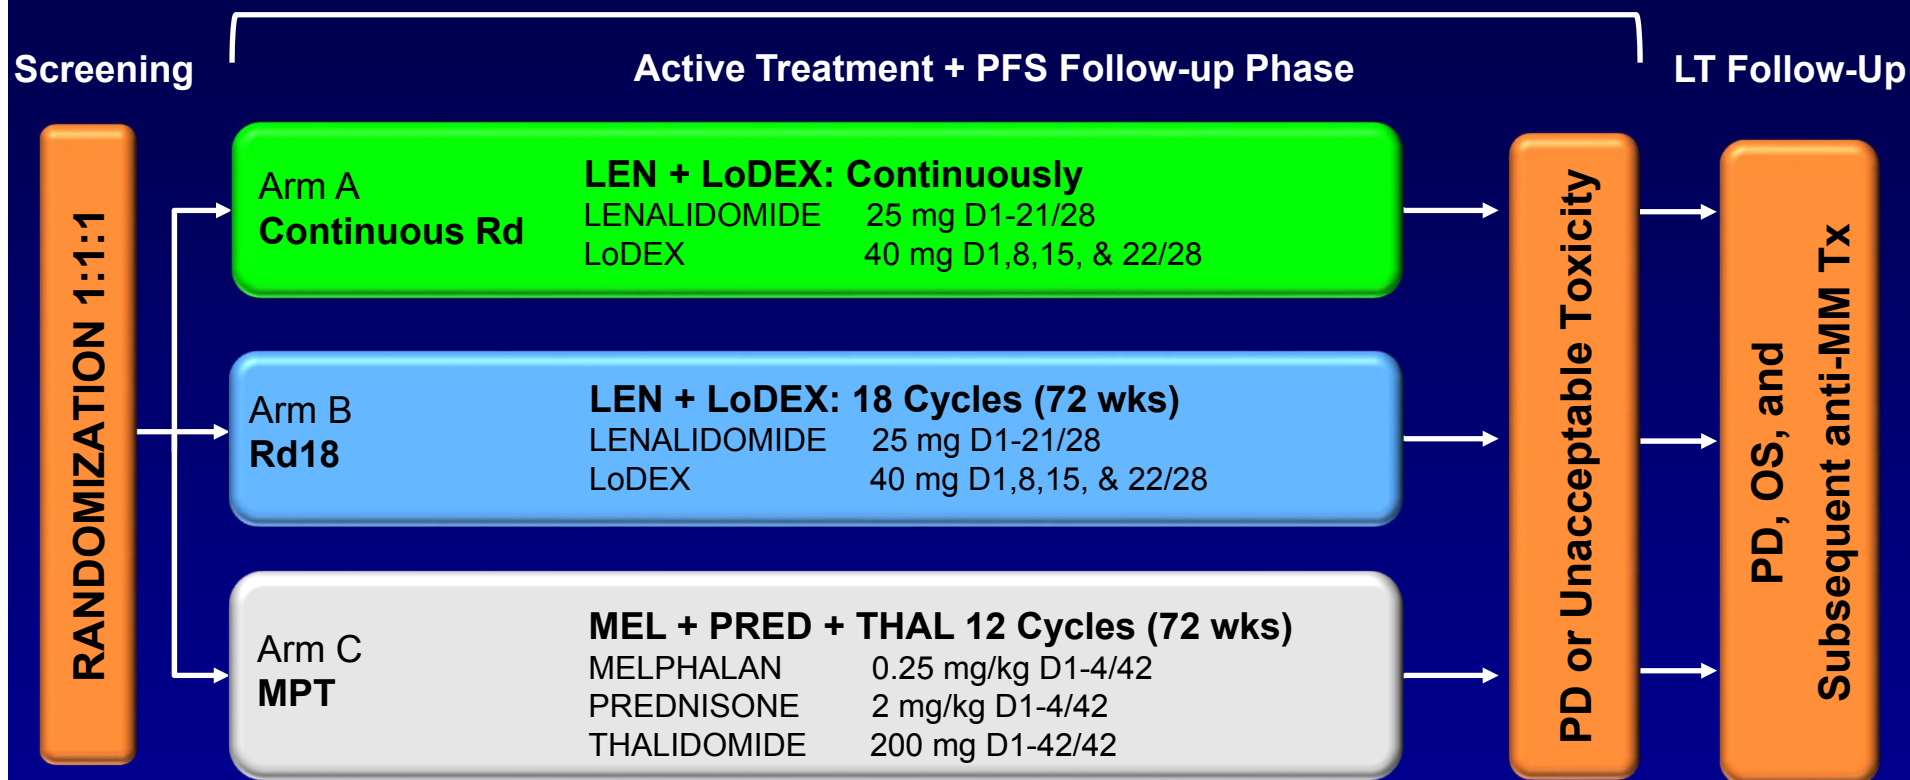 Screening
Active Treatment + PFS Follow-up Phase
LT Follow-Up
RANDOMIZATION 1:1:1
Arm A
Continuous Rd
LEN + LoDEX: Continuously
LENALIDOMIDE 25 mg D1-21/28
LoDEX 40 mg D1,8,15, & 22/28
Arm B
Rd18
LEN + LoDEX: 18 Cycles (72 wks)
LENALIDOMIDE 25 mg D1-21/28
LoDEX 40 mg D1,8,15, & 22/28
Arm C
MPT
MEL + PRED + THAL 12 Cycles (72 wks)
MELPHALAN 0.25 mg/kg D1-4/42
PREDNISONE 2 mg/kg D1-4/42
THALIDOMIDE 200 mg D1-42/42
PD or Unacceptable Toxicity
PD, OS, and
Subsequent anti-MM Tx